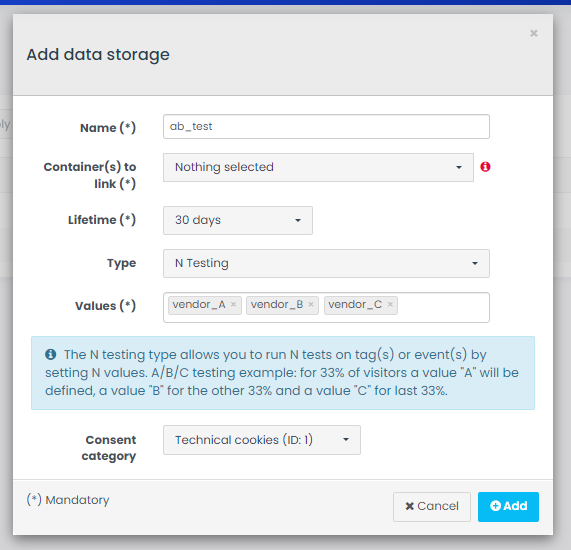 ×
Add data storage
ly
Name (*)
ab_test
Container(s) to
link (*)
Nothing selected
Lifetime (*)
30 days
Type
N Testing
Values (*)
vendor_A × vendor_B × vendor_C ×
The N testing type allows you to run N tests on tag(s) or event(s) by
setting N values. A/B/C testing example: for 33% of visitors a value "A" will be
defined, a value "B" for the other 33% and a value "C" for last 33%.
Consent
category
Technical cookies (ID: 1)
(*) Mandatory
Cancel
Add